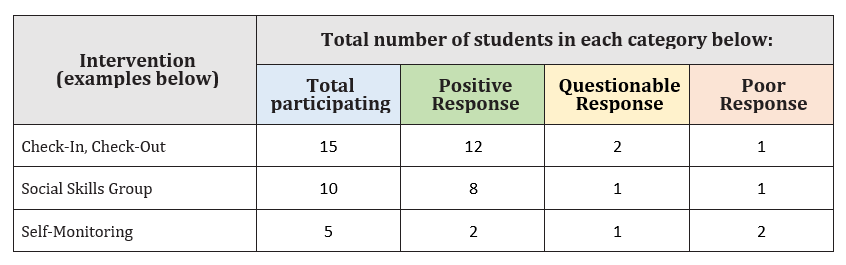 Intervention
(examples below)
Total number of students in each category below:
Total
participating
Positive
Response
Questionable
Response
Poor
Response
Check-In, Check-Out 15 12 2 1
Social Skills Group 10 8 1 1
Self-Monitoring 5 2 1 2